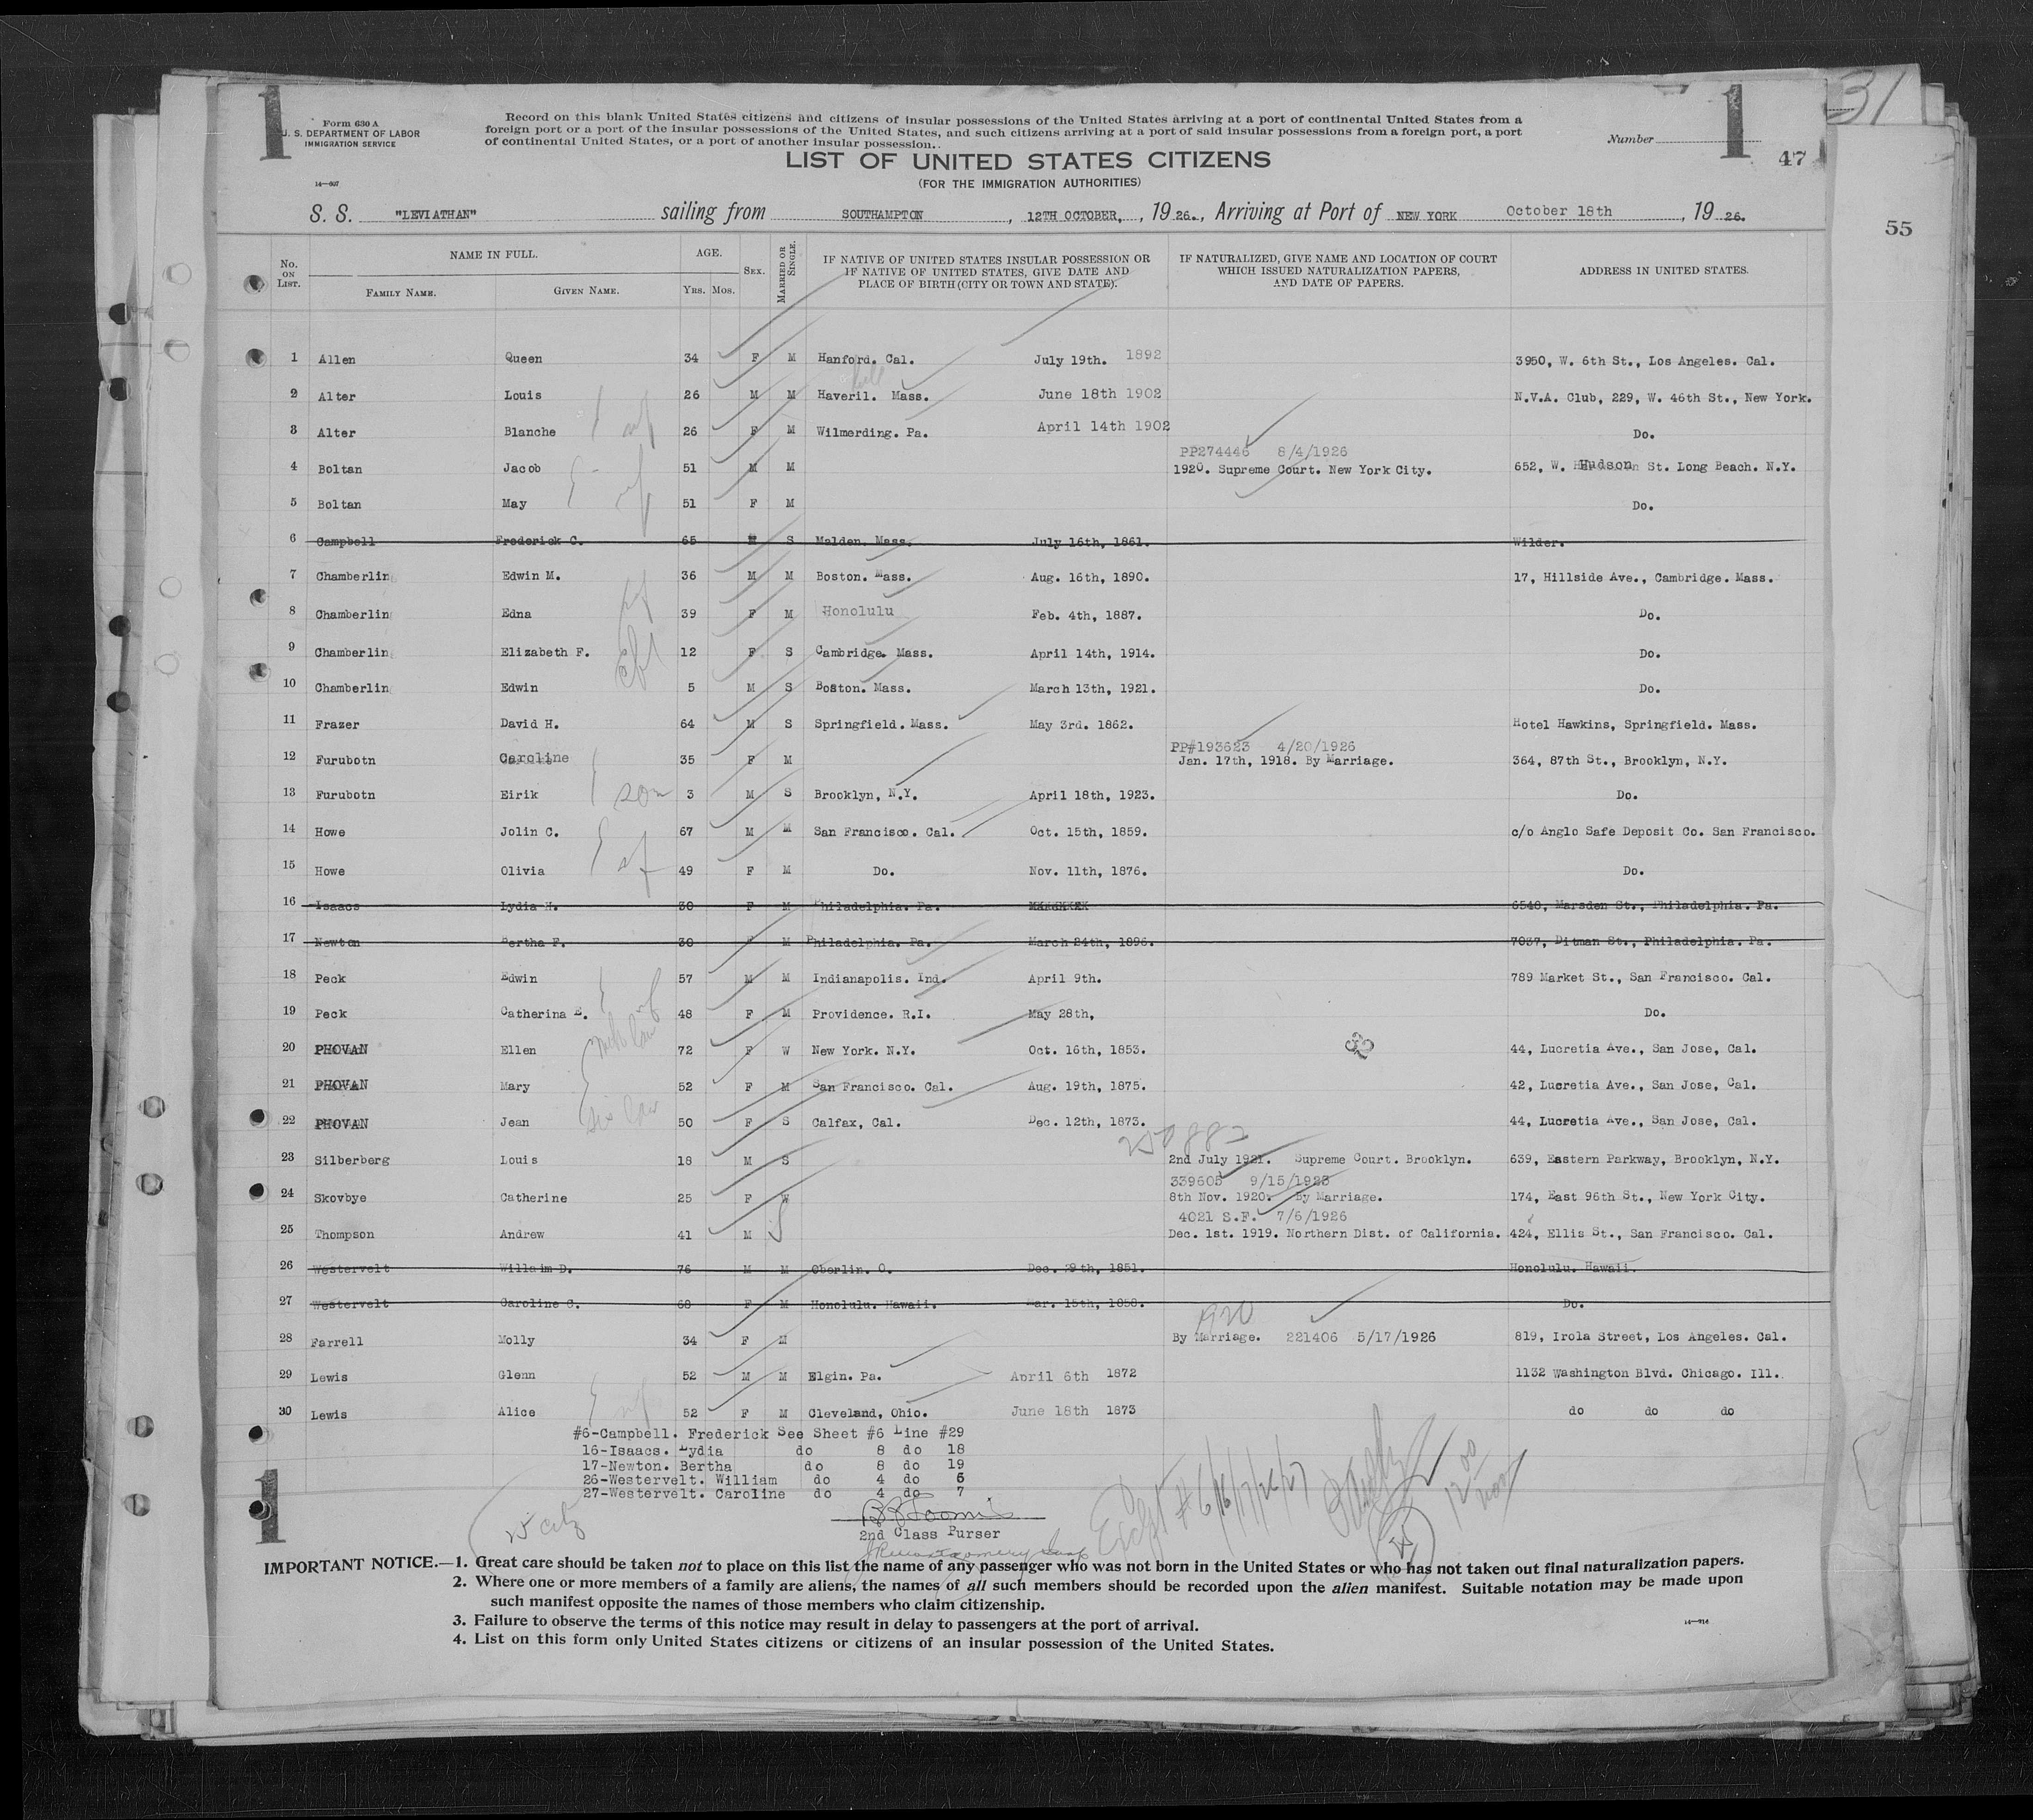 31
1
1
Form 630 A
U. S. DEPARTMENT OF LABOR
IMMIGRATION SERVICE
14—607
Record on this blank United States citizens and citizens of insular possessions of the United States arriving at a port of continental United States from a
foreign port or a port of the insular possessions of the United States, and such citizens arriving at a port of said insular possessions from a foreign port, a port
of continental United States, or a port of another insular possession.
Number
47
55
LIST OF UNITED STATES CITIZENS
(FOR THE IMMIGRATION AUTHORITIES)
S. S. "LEVIATHAN" sailing from SOUTHAMPTON, 12TH OCTOBER, 1926., Arriving at Port of NEW YORK October 18th, 1926.
No. ON LIST. NAME IN FULL. FAMILY NAME. GIVEN NAME. AGE. YRS. MOS. SEX. MARRIED OR SINGLE. IF NATIVE OF UNITED STATES INSULAR POSSESSION OR IF NATIVE OF UNITED STATES, GIVE DATE AND PLACE OF BIRTH (CITY OR TOWN AND STATE). IF NATURALIZED, GIVE NAME AND LOCATION OF COURT WHICH ISSUED NATURALIZATION PAPERS, AND DATE OF PAPERS. ADDRESS IN UNITED STATES.
1 Allen Queen 34 F M Hanford. Cal. July 19th. 1892 3950, W. 6th St., Los Angeles. Cal.
2 Alter Louis 26 M M Haveril. Mass. June 18th 1902 N.V.A. Club, 229, W. 46th St., New York.
3 Alter Blanche 26 F M Wilmerding. Pa. April 14th 1902 Do.
PP274446 8/4/1926
4 Boltan Jacob 51 M M 1920. Supreme Court. New York City. 652, W. Hudson St. Long Beach. N.Y.
5 Boltan May 51 F M Do.
6 Campbell Frederick C. 65 M S Malden. Mass. July 16th, 1861. Wilder.
7 Chamberlin Edwin M. 36 M M Boston. Mass. Aug. 16th, 1890. 17, Hillside Ave., Cambridge. Mass.
8 Chamberlin Edna 39 F M Honolulu Feb. 4th, 1887. Do.
9 Chamberlin Elizabeth F. 12 F S Cambridge. Mass. April 14th, 1914. Do.
10 Chamberlin Edwin 5 M S Boston. Mass. March 13th, 1921. Do.
11 Frazer David H. 64 M S Springfield. Mass. May 3rd. 1862. Hotel Hawkins, Springfield. Mass.
PP#193623 4/20/1926
12 Furubotn Caroline 35 F M Jan. 17th, 1918. By Marriage. 364, 87th St., Brooklyn, N.Y.
13 Furubotn Eirik son 3 M S Brooklyn, N.Y. April 18th, 1923. Do.
14 Howe Jolin C. 67 M M San Francisco. Cal. Oct. 15th, 1859. c/o Anglo Safe Deposit Co. San Francisco.
15 Howe Olivia 49 F M Do. Nov. 11th, 1876. Do.
16 Isaacs Lydia H. 30 F M Philadelphia. Pa. 6548, Marsden St., Philadelphia. Pa.
17 Newton Bertha F. 30 F M Philadelphia. Pa. March 24th, 1896. 7037, Ditman St., Philadelphia. Pa.
18 Peck Edwin 57 M M Indianapolis. Ind. April 9th. 789 Market St., San Francisco. Cal.
19 Peck Catherina E. 48 F M Providence. R.I. May 28th, Do.
20 PHOVAN Ellen 72 F W New York. N.Y. Oct. 16th, 1853. 44, Lucretia Ave., San Jose, Cal.
21 PHOVAN Mary 52 F M San Francisco. Cal. Aug. 19th, 1875. 42, Lucretia Ave., San Jose, Cal.
22 PHOVAN Jean sis law 50 F S Calfax, Cal. Dec. 12th, 1873. 44, Lucretia Ave., San Jose, Cal.
250882
23 Silberberg Louis 18 M S 2nd July 1921. Supreme Court. Brooklyn. 639, Eastern Parkway, Brooklyn, N.Y.
339605 9/15/1923
24 Skovbye Catherine 25 F W 8th Nov. 1920. By Marriage. 174, East 96th St., New York City.
4021 S.F. 7/6/1926
25 Thompson Andrew 41 M S Dec. 1st. 1919. Northern Dist. of California. 424, Ellis St., San Francisco. Cal.
26 Westervelt Willaim D. 76 M M Oberlin. O. Dec. 29th, 1851. Honolulu. Hawaii.
27 Westervelt Caroline C. 68 F M Honolulu. Hawaii. Mar. 15th, 1858. Do.
1920
28 Farrell Molly 34 F M By Marriage. 221406 5/17/1926 819, Irola Street, Los Angeles. Cal.
29 Lewis Glenn 52 M M Elgin. Pa. April 6th 1872 1132 Washington Blvd. Chicago. Ill.
30 Lewis Alice 52 F M Cleveland, Ohio. June 18th 1873 do do do
#6-Campbell. Frederick See Sheet #6 Line #29
16-Isaacs. Lydia do 8 do 18
17-Newton. Bertha do 8 do 19
26-Westervelt. William do 4 do 6
27-Westervelt. Caroline do 4 do 7
1
25 Citz
2nd Class Purser
Except #6/16/17/26/27
IMPORTANT NOTICE.—1. Great care should be taken not to place on this list the name of any passenger who was not born in the United States or who has not taken out final naturalization papers.
2. Where one or more members of a family are aliens, the names of all such members should be recorded upon the alien manifest. Suitable notation may be made upon
such manifest opposite the names of those members who claim citizenship.
3. Failure to observe the terms of this notice may result in delay to passengers at the port of arrival.
4. List on this form only United States citizens or citizens of an insular possession of the United States.